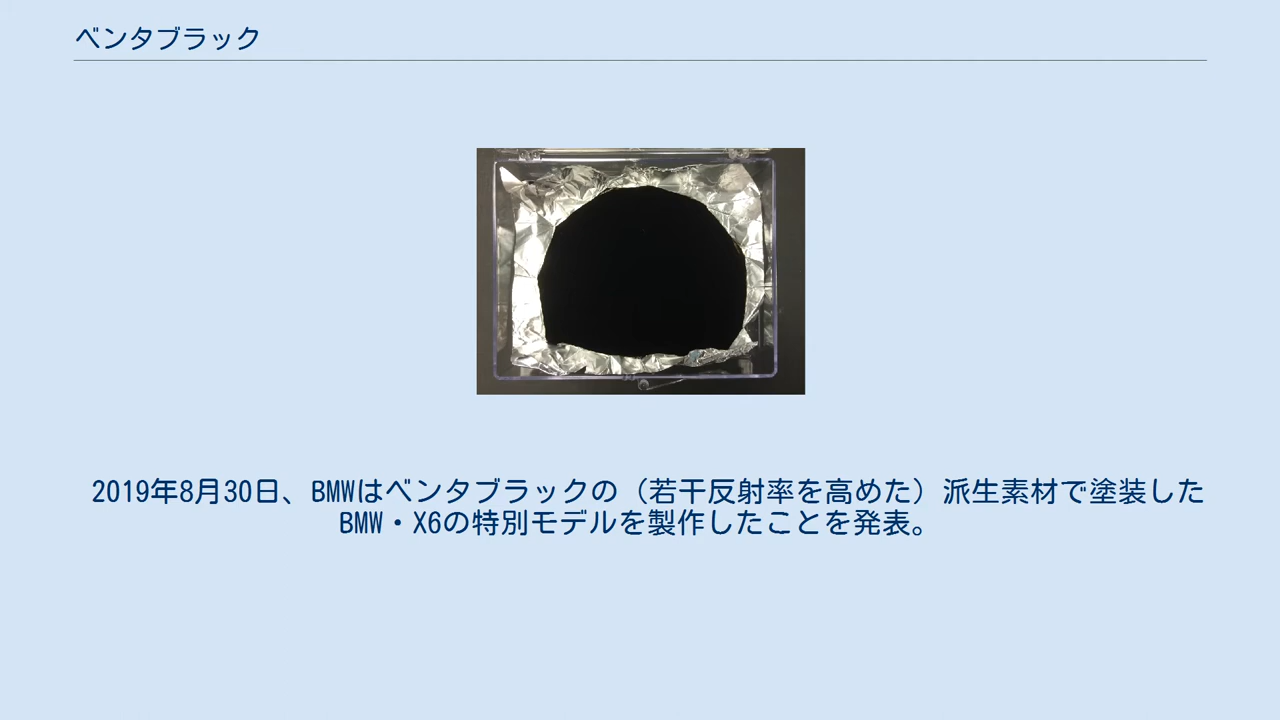 ベンタブラック
2019年8月30日、BMWはベンタブラックの（若干反射率を高めた）派生素材で塗装した
BMW・X6の特別モデルを製作したことを発表。